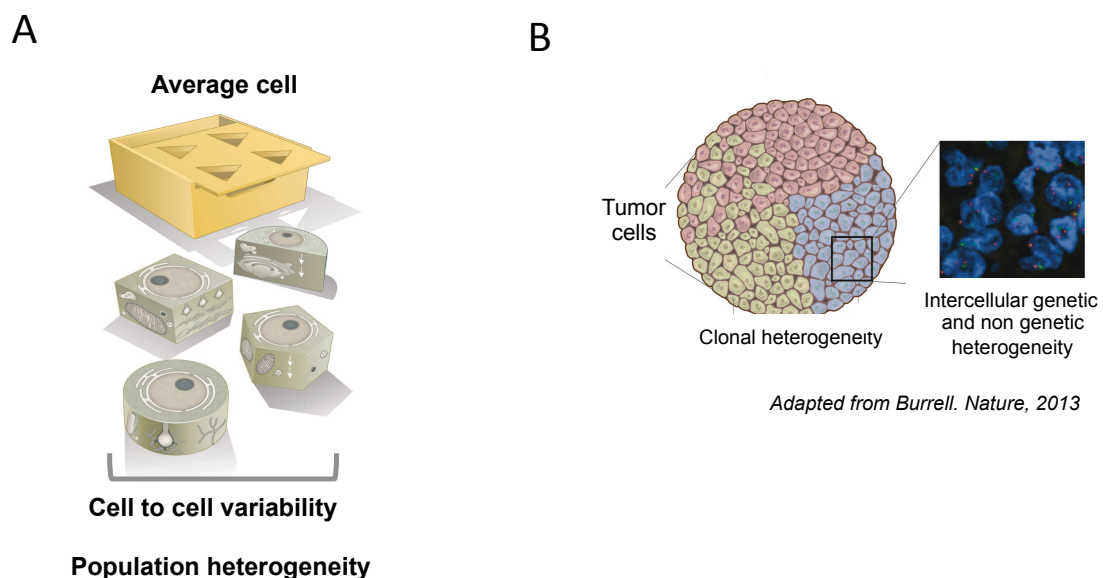 A
Average cell
Cell to cell variability
Population heterogeneity
B
Tumor
cells
Clonal heterogeneity
Intercellular genetic
and non genetic
heterogeneity
Adapted from Burrell. Nature, 2013